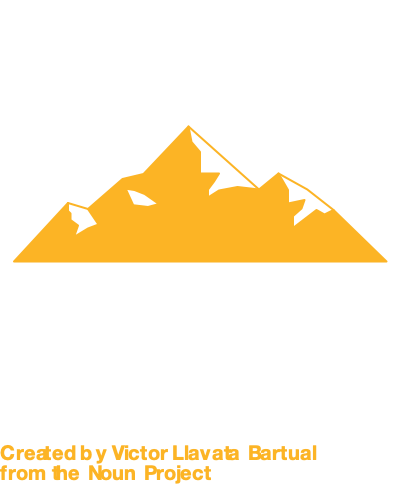 Created by Victor Llavata Bartual
from the Noun Project